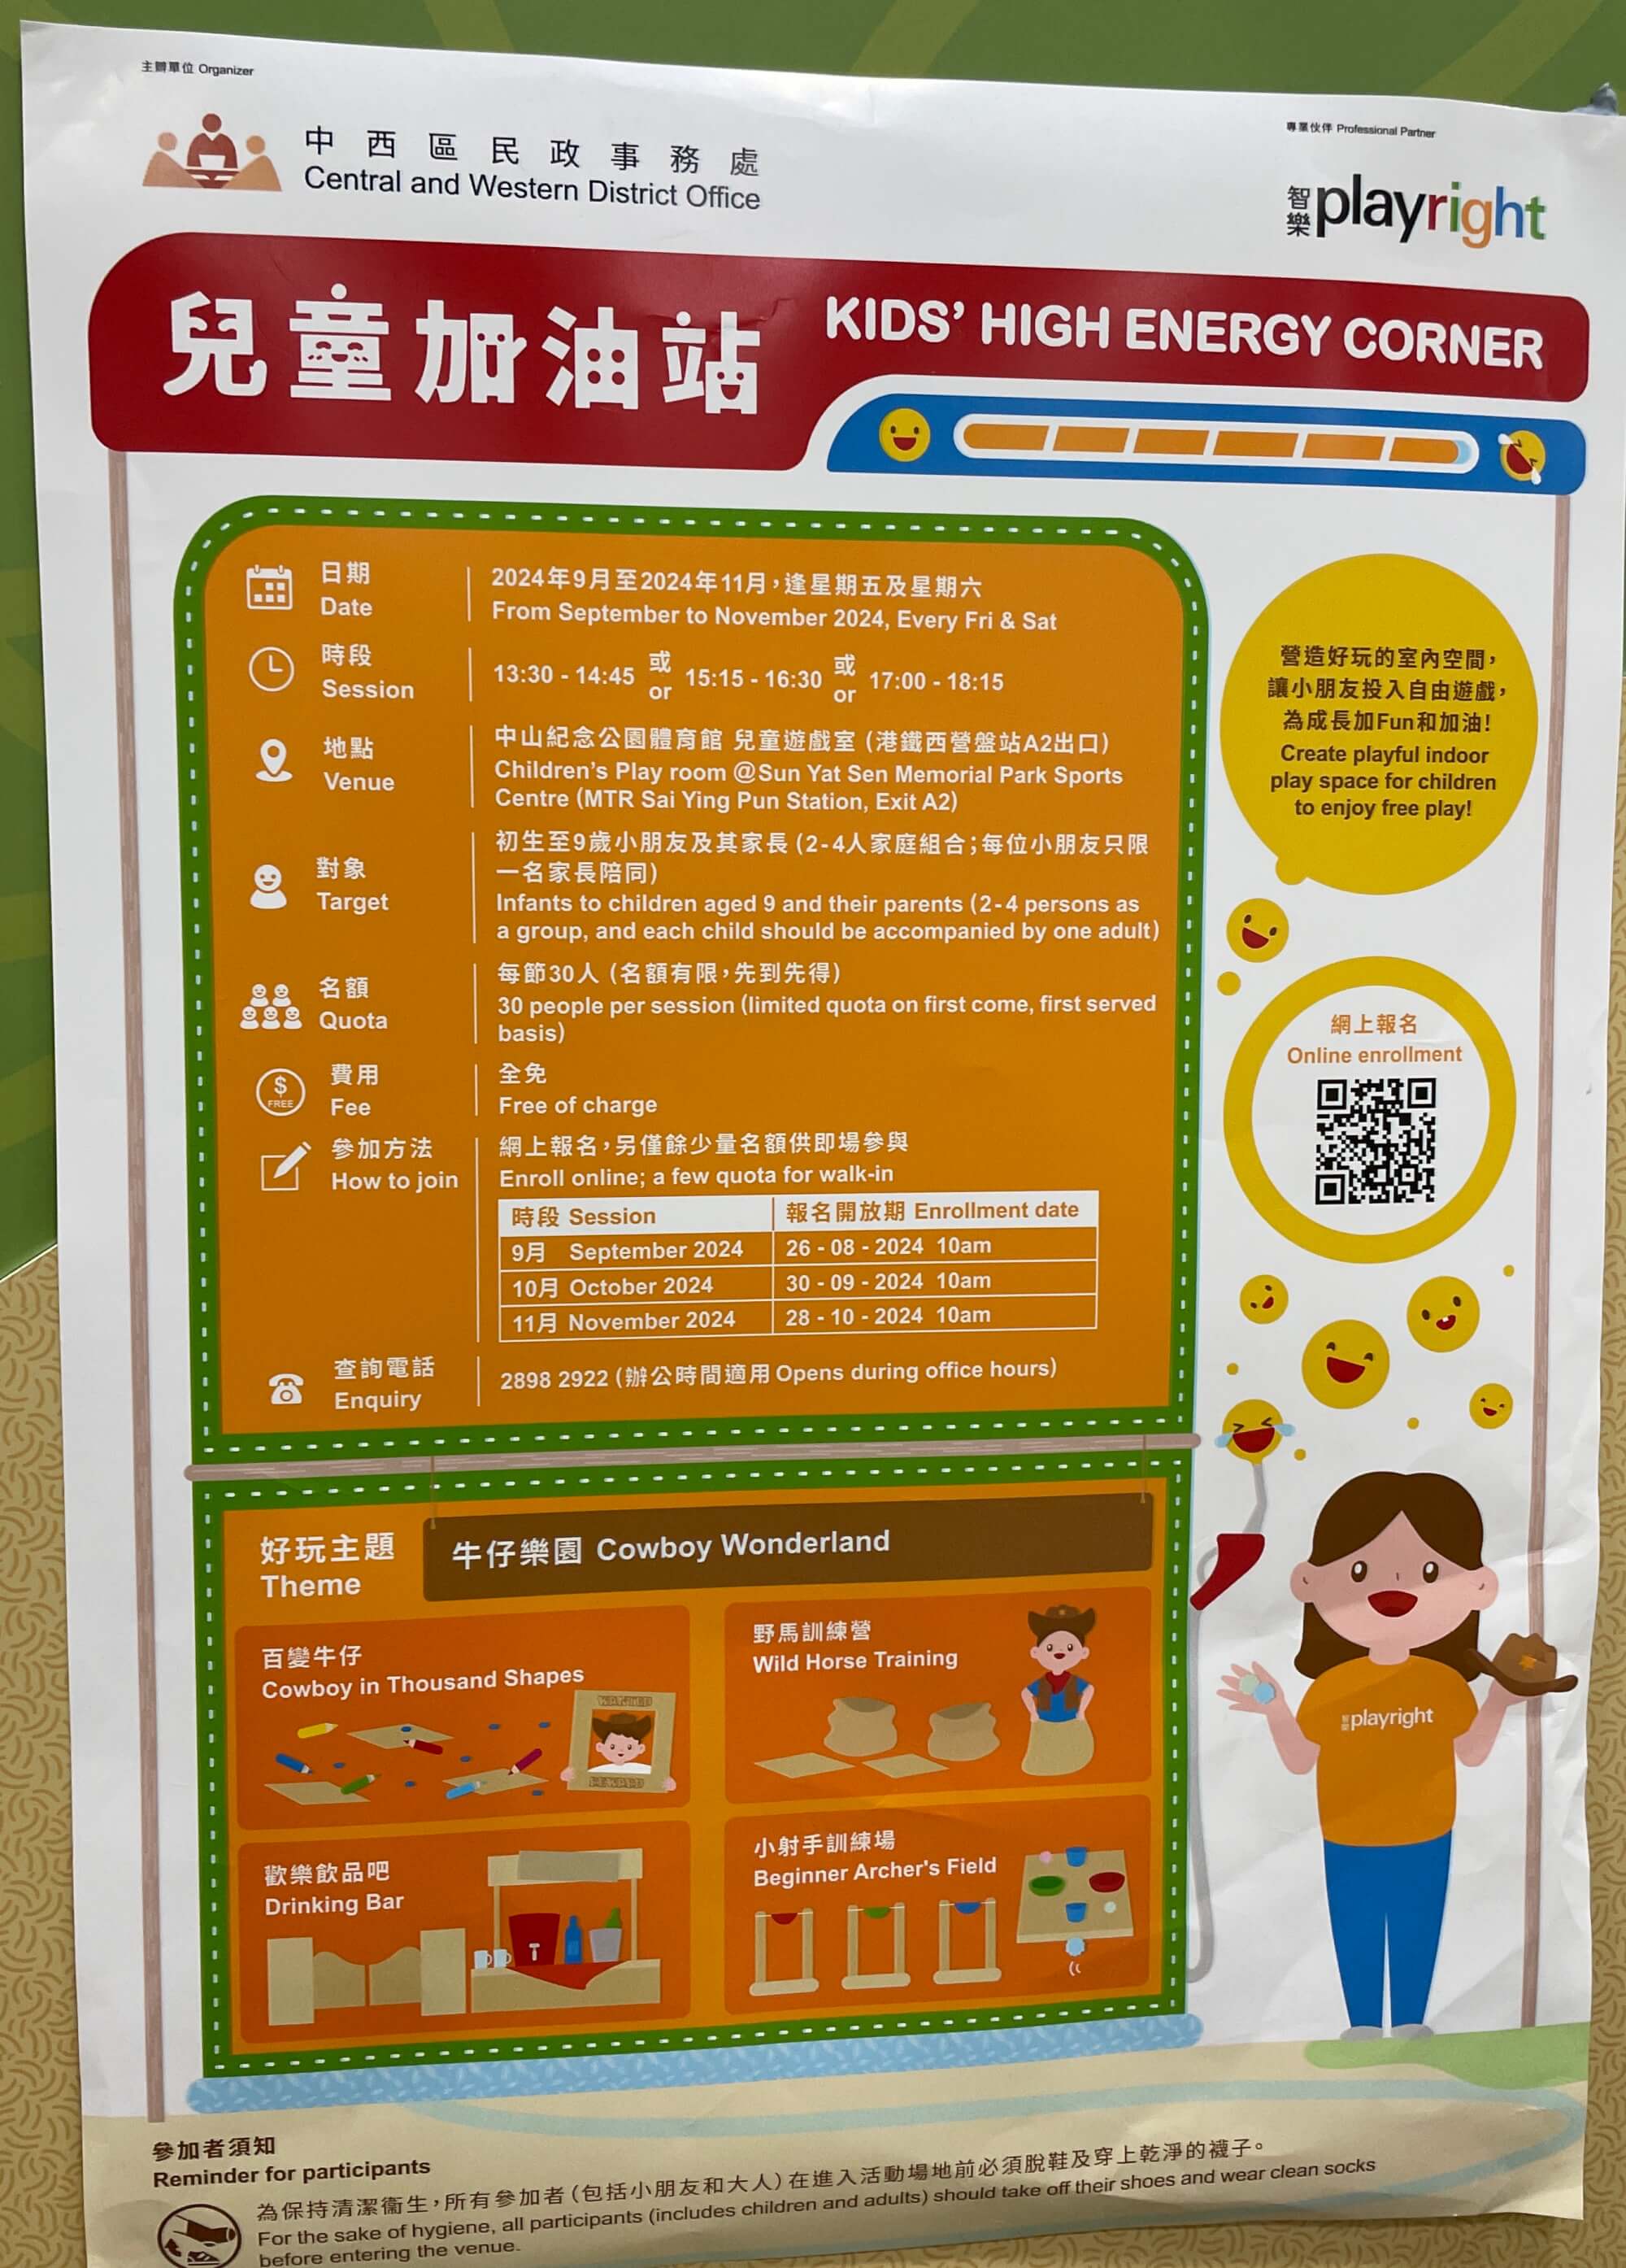 主辦單位 Organizer
中西區民政事務處
Central and Western District Office
專業伙伴 Professional Partner
智樂 playright
兒童加油站
KIDS' HIGH ENERGY CORNER
日期
Date
2024年9月至2024年11月，逢星期五及星期六
From September to November 2024, Every Fri & Sat
時段
Session
13:30 - 14:45 或 or 15:15 - 16:30 或 or 17:00 - 18:15
地點
Venue
中山紀念公園體育館 兒童遊戲室 (港鐵西營盤站A2出口)
Children's Play room @Sun Yat Sen Memorial Park Sports
Centre (MTR Sai Ying Pun Station, Exit A2)
對象
Target
初生至9歲小朋友及其家長 (2-4人家庭組合；每位小朋友只限
一名家長陪同)
Infants to children aged 9 and their parents (2-4 persons as
a group, and each child should be accompanied by one adult)
名額
Quota
每節30人 (名額有限，先到先得)
30 people per session (limited quota on first come, first served
basis)
$
FREE
費用
Fee
全免
Free of charge
參加方法
How to join
網上報名，另僅餘少量名額供即場參與
Enroll online; a few quota for walk-in
時段 Session 報名開放期 Enrollment date
9月 September 2024 26 - 08 - 2024 10am
10月 October 2024 30 - 09 - 2024 10am
11月 November 2024 28 - 10 - 2024 10am
查詢電話
Enquiry
2898 2922 (辦公時間適用 Opens during office hours)
營造好玩的室內空間，
讓小朋友投入自由遊戲，
為成長加Fun和加油！
Create playful indoor
play space for children
to enjoy free play!
網上報名
Online enrollment
好玩主題
Theme
牛仔樂園 Cowboy Wonderland
百變牛仔
Cowboy in Thousand Shapes
WANTED
REWARD
野馬訓練營
Wild Horse Training
歡樂飲品吧
Drinking Bar
小射手訓練場
Beginner Archer's Field
智樂 playright
參加者須知
Reminder for participants
為保持清潔衞生，所有參加者 (包括小朋友和大人) 在進入活動場地前必須脫鞋及穿上乾淨的襪子。
For the sake of hygiene, all participants (includes children and adults) should take off their shoes and wear clean socks
before entering the venue.